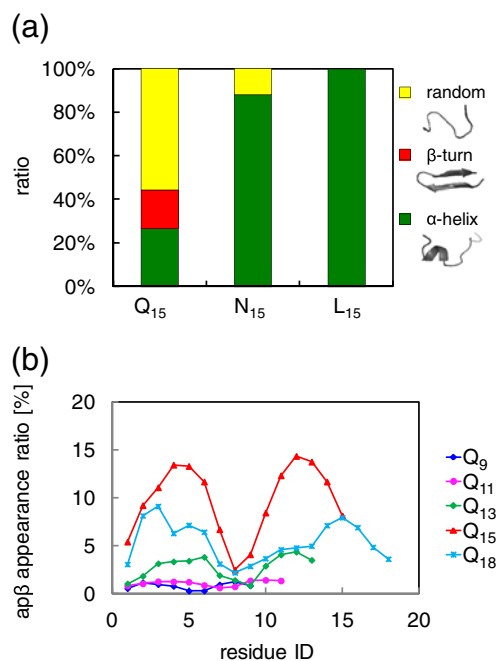 (a)
100%
80%
60%
40%
20%
0%
ratio
Q15
N15
L15
random
β-turn
α-helix
(b)
20
15
10
5
0
apβ appearance ratio [%]
0
5
10
15
20
residue ID
Q9
Q11
Q13
Q15
Q18